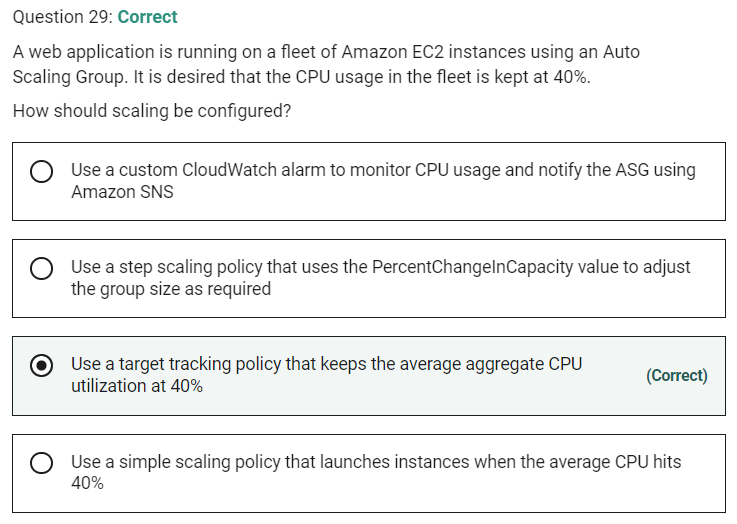 Question 29: Correct
A web application is running on a fleet of Amazon EC2 instances using an Auto
Scaling Group. It is desired that the CPU usage in the fleet is kept at 40%.
How should scaling be configured?
Use a custom CloudWatch alarm to monitor CPU usage and notify the ASG using
Amazon SNS
Use a step scaling policy that uses the PercentChangeInCapacity value to adjust
the group size as required
Use a target tracking policy that keeps the average aggregate CPU
utilization at 40%
(Correct)
Use a simple scaling policy that launches instances when the average CPU hits
40%